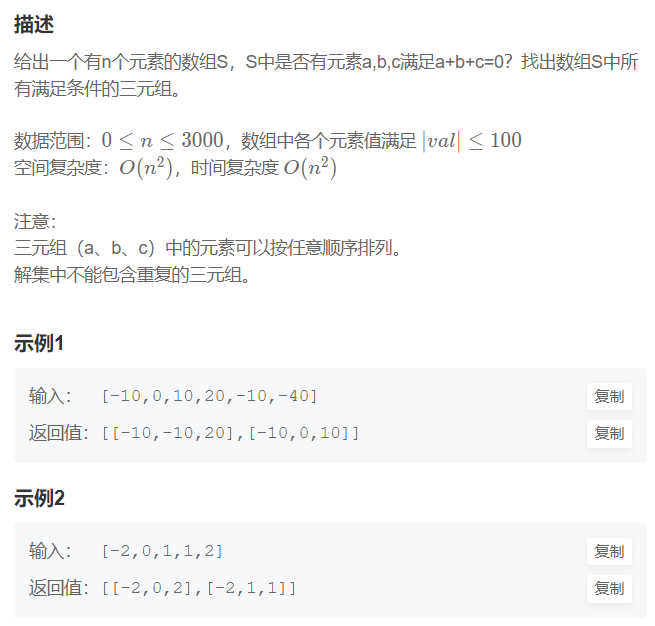 描述
给出一个有n个元素的数组S，S中是否有元素a,b,c满足a+b+c=0？找出数组S中所
有满足条件的三元组。
数据范围：0 ≤ n ≤ 3000，数组中各个元素值满足 |val| ≤ 100
空间复杂度：O(n²)，时间复杂度 O(n²)
注意：
三元组（a、b、c）中的元素可以按任意顺序排列。
解集中不能包含重复的三元组。
示例1
输入： [-10,0,10,20,-10,-40] 复制
返回值：[[-10,-10,20],[-10,0,10]] 复制
示例2
输入： [-2,0,1,1,2] 复制
返回值：[[-2,0,2],[-2,1,1]] 复制